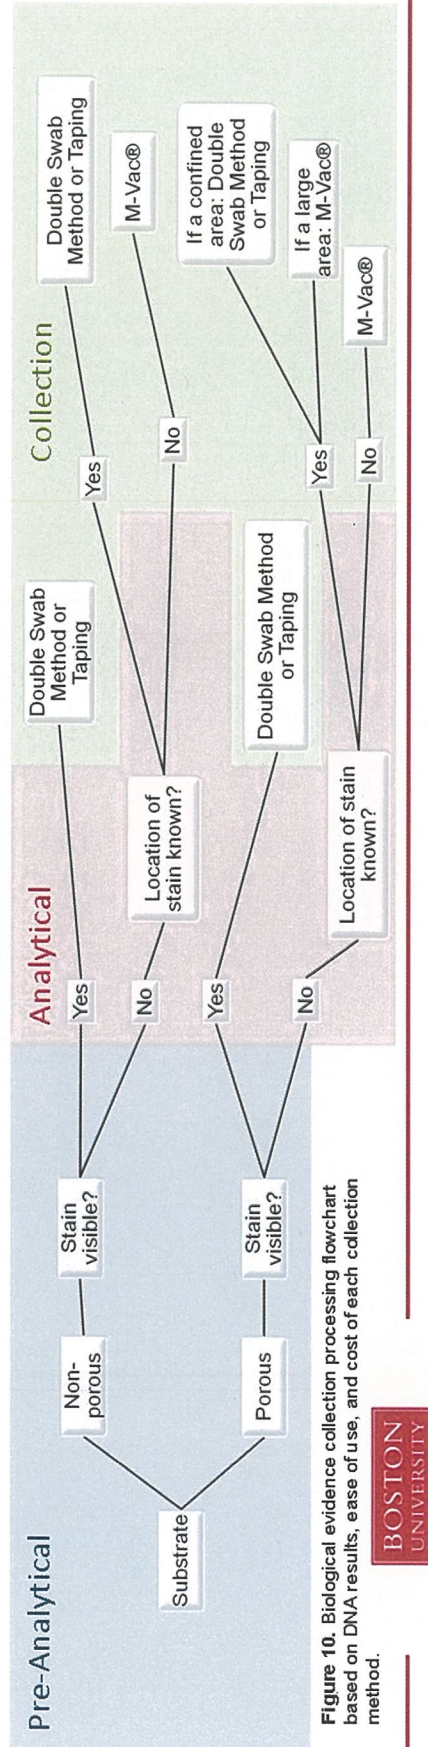 Pre-Analytical
Analytical
Collection
Substrate
Non-
porous
Stain
visible?
Yes
Double Swab
Method or
Taping
No
Location of
stain known?
Yes
Double Swab
Method or Taping
No
M-Vac®
Porous
Stain
visible?
Yes
Double Swab Method
or Taping
No
Location of stain
known?
Yes
If a confined
area: Double
Swab Method
or Taping
If a large
area: M-Vac®
No
M-Vac®
Figure 10. Biological evidence collection processing flowchart
based on DNA results, ease of use, and cost of each collection
method.
BOSTON
UNIVERSITY